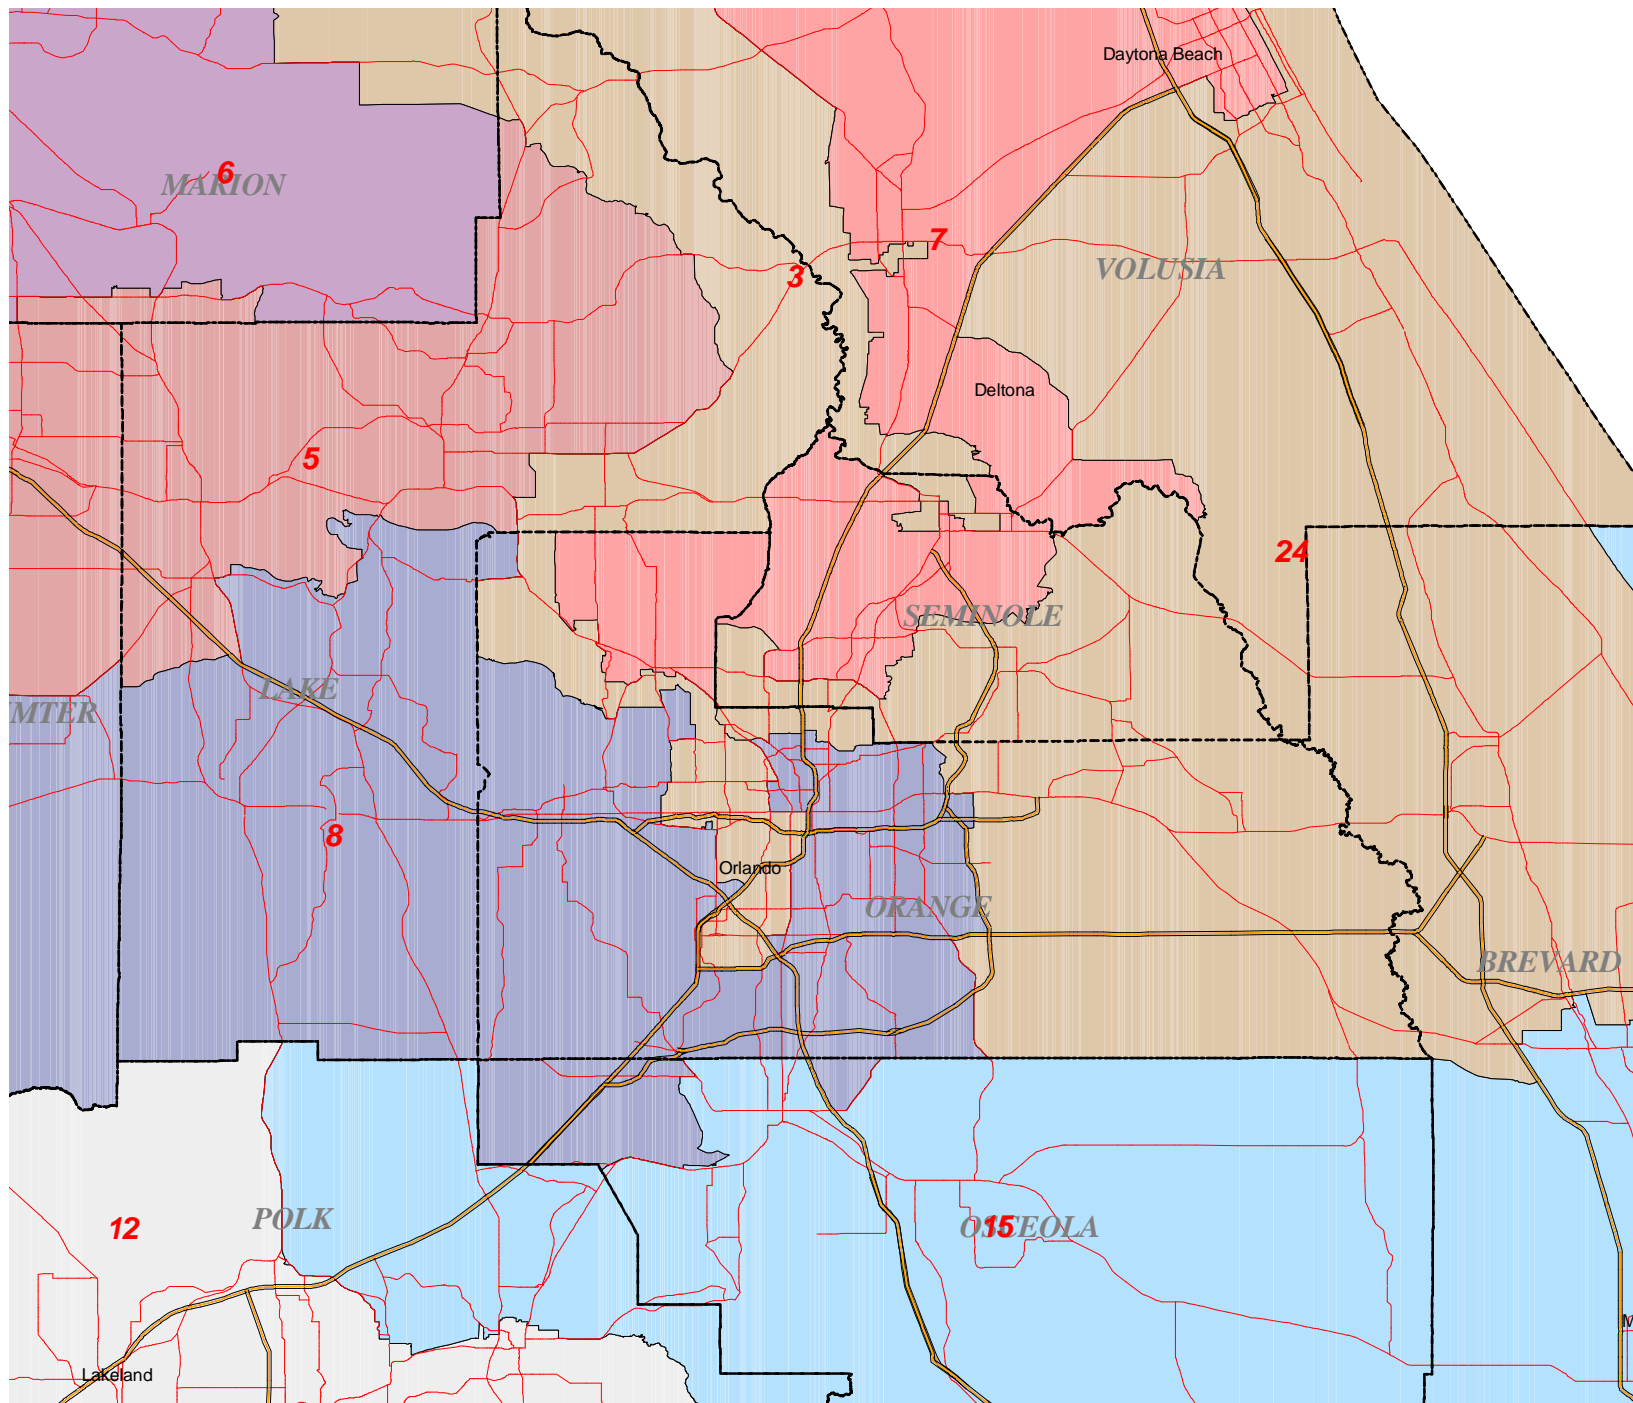 Daytona Beach
6
MARION
7
VOLUSIA
3
Deltona
5
24
SEMINOLE
LAKE
MTER
8
Orlando
ORANGE
BREVARD
12
POLK
15
OSCEOLA
M
Lakeland